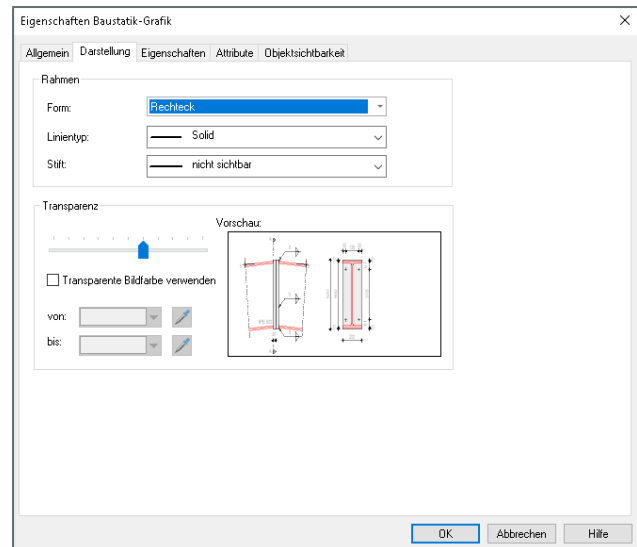 Eigenschaften Baustatik-Grafik
Allgemein Darstellung Eigenschaften Attribute Objektsichtbarkeit
Rahmen
Form: Rechteck
Linientyp: Solid
Stift: nicht sichtbar
Transparenz
Vorschau:
Transparente Bildfarbe verwenden
von:
bis:
OK Abbrechen Hilfe